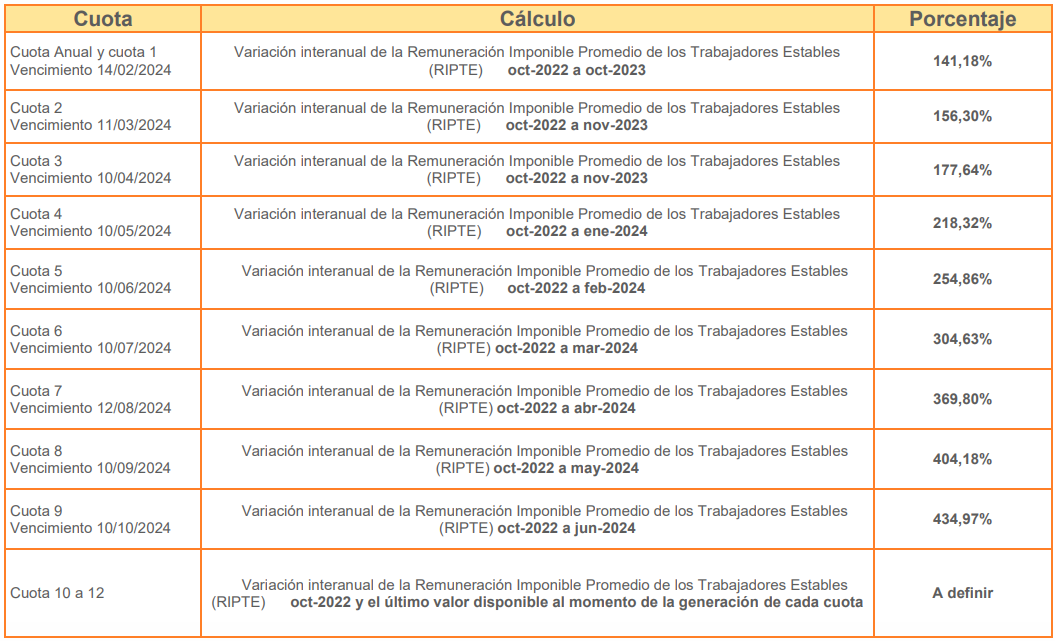 Cuota Cálculo Porcentaje
Cuota Anual y cuota 1
Vencimiento 14/02/2024
Variación interanual de la Remuneración Imponible Promedio de los Trabajadores Estables
(RIPTE) oct-2022 a oct-2023
141,18%
Cuota 2
Vencimiento 11/03/2024
Variación interanual de la Remuneración Imponible Promedio de los Trabajadores Estables
(RIPTE) oct-2022 a nov-2023
156,30%
Cuota 3
Vencimiento 10/04/2024
Variación interanual de la Remuneración Imponible Promedio de los Trabajadores Estables
(RIPTE) oct-2022 a nov-2023
177,64%
Cuota 4
Vencimiento 10/05/2024
Variación interanual de la Remuneración Imponible Promedio de los Trabajadores Estables
(RIPTE) oct-2022 a ene-2024
218,32%
Cuota 5
Vencimiento 10/06/2024
Variación interanual de la Remuneración Imponible Promedio de los Trabajadores Estables
(RIPTE) oct-2022 a feb-2024
254,86%
Cuota 6
Vencimiento 10/07/2024
Variación interanual de la Remuneración Imponible Promedio de los Trabajadores Estables
(RIPTE) oct-2022 a mar-2024
304,63%
Cuota 7
Vencimiento 12/08/2024
Variación interanual de la Remuneración Imponible Promedio de los Trabajadores Estables
(RIPTE) oct-2022 a abr-2024
369,80%
Cuota 8
Vencimiento 10/09/2024
Variación interanual de la Remuneración Imponible Promedio de los Trabajadores Estables
(RIPTE) oct-2022 a may-2024
404,18%
Cuota 9
Vencimiento 10/10/2024
Variación interanual de la Remuneración Imponible Promedio de los Trabajadores Estables
(RIPTE) oct-2022 a jun-2024
434,97%
Cuota 10 a 12
Variación interanual de la Remuneración Imponible Promedio de los Trabajadores Estables
(RIPTE) oct-2022 y el último valor disponible al momento de la generación de cada cuota
A definir